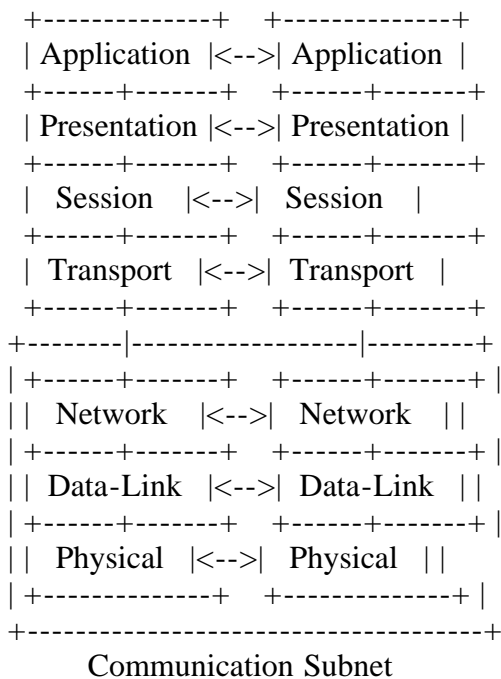 +--------------+ +--------------+
| Application |<-->| Application |
+------+-------+ +------+-------+
| Presentation |<-->| Presentation |
+------+-------+ +------+-------+
| Session |<-->| Session |
+------+-------+ +------+-------+
| Transport |<-->| Transport |
+------+-------+ +------+-------+
+--------|-------------------|---------+
| +------+-------+ +------+-------+ |
| | Network |<-->| Network | |
| +------+-------+ +------+-------+ |
| | Data-Link |<-->| Data-Link | |
| +------+-------+ +------+-------+ |
| | Physical |<-->| Physical | |
| +--------------+ +--------------+ |
+--------------------------------------+
Communication Subnet